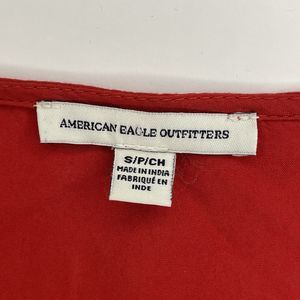 AMERICAN EAGLE OUTFITTERS
S/P/CH
MADE IN INDIA
FABRIQUÉ EN
INDE